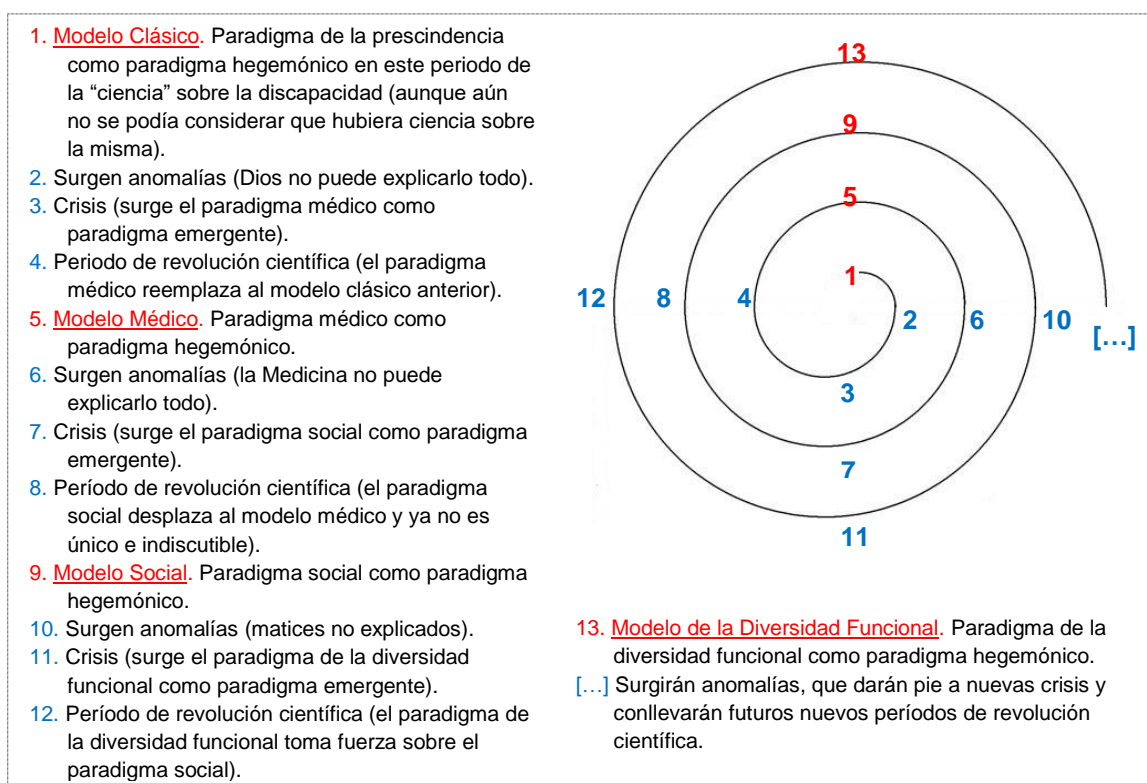 1. Modelo Clásico. Paradigma de la prescindencia
como paradigma hegemónico en este periodo de
la “ciencia” sobre la discapacidad (aunque aún
no se podía considerar que hubiera ciencia sobre
la misma).
2. Surgen anomalías (Dios no puede explicarlo todo).
3. Crisis (surge el paradigma médico como
paradigma emergente).
4. Periodo de revolución científica (el paradigma
médico reemplaza al modelo clásico anterior).
5. Modelo Médico. Paradigma médico como
paradigma hegemónico.
6. Surgen anomalías (la Medicina no puede
explicarlo todo).
7. Crisis (surge el paradigma social como paradigma
emergente).
8. Período de revolución científica (el paradigma
social desplaza al modelo médico y ya no es
único e indiscutible).
9. Modelo Social. Paradigma social como paradigma
hegemónico.
10. Surgen anomalías (matices no explicados).
11. Crisis (surge el paradigma de la diversidad
funcional como paradigma emergente).
12. Período de revolución científica (el paradigma de
la diversidad funcional toma fuerza sobre el
paradigma social).
13
9
5
1
12 8 4 2 6 10 […]
3
7
11
13. Modelo de la Diversidad Funcional. Paradigma de la
diversidad funcional como paradigma hegemónico.
[…] Surgirán anomalías, que darán pie a nuevas crisis y
conllevarán futuros nuevos períodos de revolución
científica.